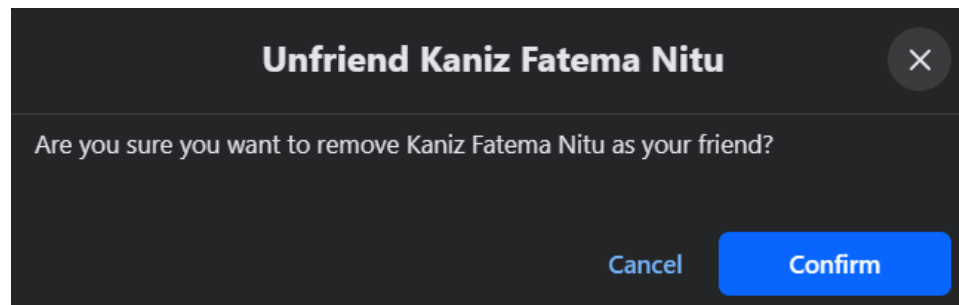 Unfriend Kaniz Fatema Nitu
Are you sure you want to remove Kaniz Fatema Nitu as your friend?
Cancel Confirm